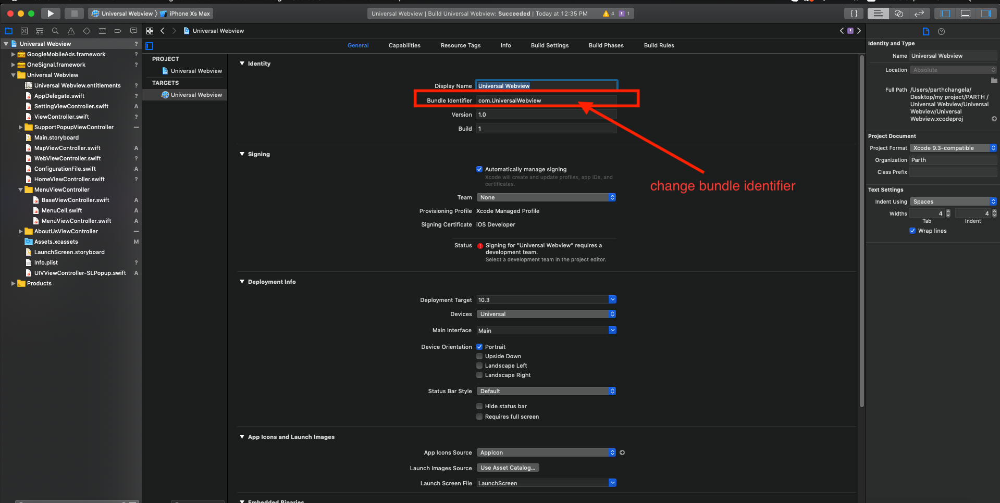 Universal Webview
iPhone Xs Max
Universal Webview | Build Universal Webview: Succeeded | Today at 12:35 PM
4
1
{ }
Universal Webview
Universal Webview ?
GoogleMobileAds.framework ?
OneSignal.framework ?
Universal Webview
Universal Webview.entitlements ?
AppDelegate.swift ?
SettingViewController.swift ?
ViewController.swift ?
SupportPopupViewController —
Main.storyboard
MapViewController.swift A
WebViewController.swift ?
ConfigurationFile.swift A
HomeViewController.swift ?
MenuViewController
BaseViewController.swift A
MenuCell.swift A
MenuViewController.swift A
AboutUsViewController —
Assets.xcassets M
LaunchScreen.storyboard
Info.plist ?
UIVViewController-SLPopup.swift A
Products
General Capabilities Resource Tags Info Build Settings Build Phases Build Rules
PROJECT
Universal Webview
TARGETS
Universal Webview
Identity
Display Name Universal Webview
Bundle Identifier com.UniversalWebview
Version 1.0
Build 1
change bundle identifier
Signing
Automatically manage signing
Xcode will create and update profiles, app IDs, and
certificates.
Team None
Provisioning Profile Xcode Managed Profile
Signing Certificate iOS Developer
Status Signing for "Universal Webview" requires a
development team.
Select a development team in the project editor.
Deployment Info
Deployment Target 10.3
Devices Universal
Main Interface Main
Device Orientation Portrait
Upside Down
Landscape Left
Landscape Right
Status Bar Style Default
Hide status bar
Requires full screen
App Icons and Launch Images
App Icons Source AppIcon
Launch Images Source Use Asset Catalog...
Launch Screen File LaunchScreen
Embedded Binaries
Identity and Type
Name Universal Webview
Location Absolute
Full Path /Users/parthchangela/
Desktop/my project/PARTH /
Universal Webview/Universal
Webview/Universal
Webview.xcodeproj
Project Document
Project Format Xcode 9.3-compatible
Organization Parth
Class Prefix
Text Settings
Indent Using Spaces
Widths 4 4
Tab Indent
Wrap lines